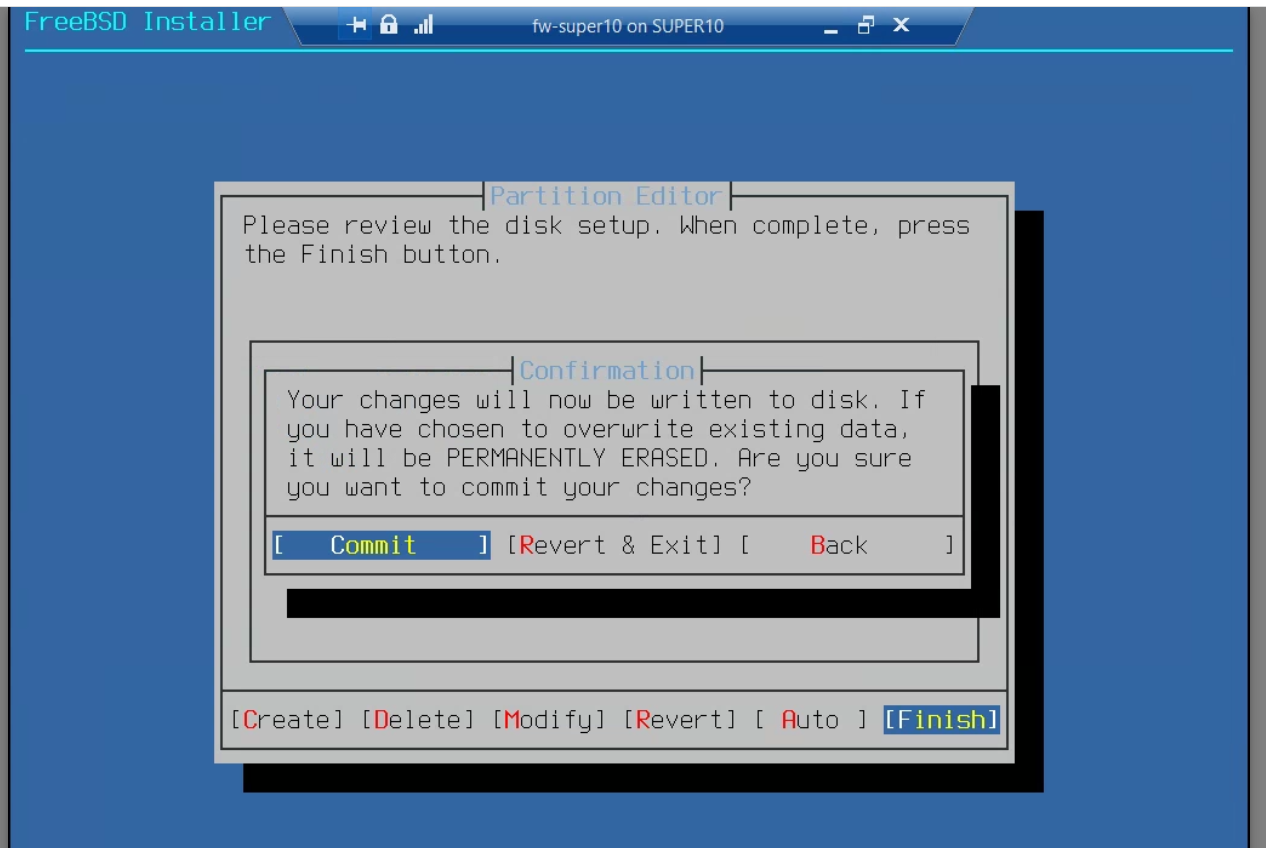 FreeBSD Installer
fw-super10 on SUPER10
Partition Editor
Please review the disk setup. When complete, press
the Finish button.
Confirmation
Your changes will now be written to disk. If
you have chosen to overwrite existing data,
it will be PERMANENTLY ERASED. Are you sure
you want to commit your changes?
[ Commit ] [Revert & Exit] [ Back ]
[Create] [Delete] [Modify] [Revert] [ Auto ] [Finish]